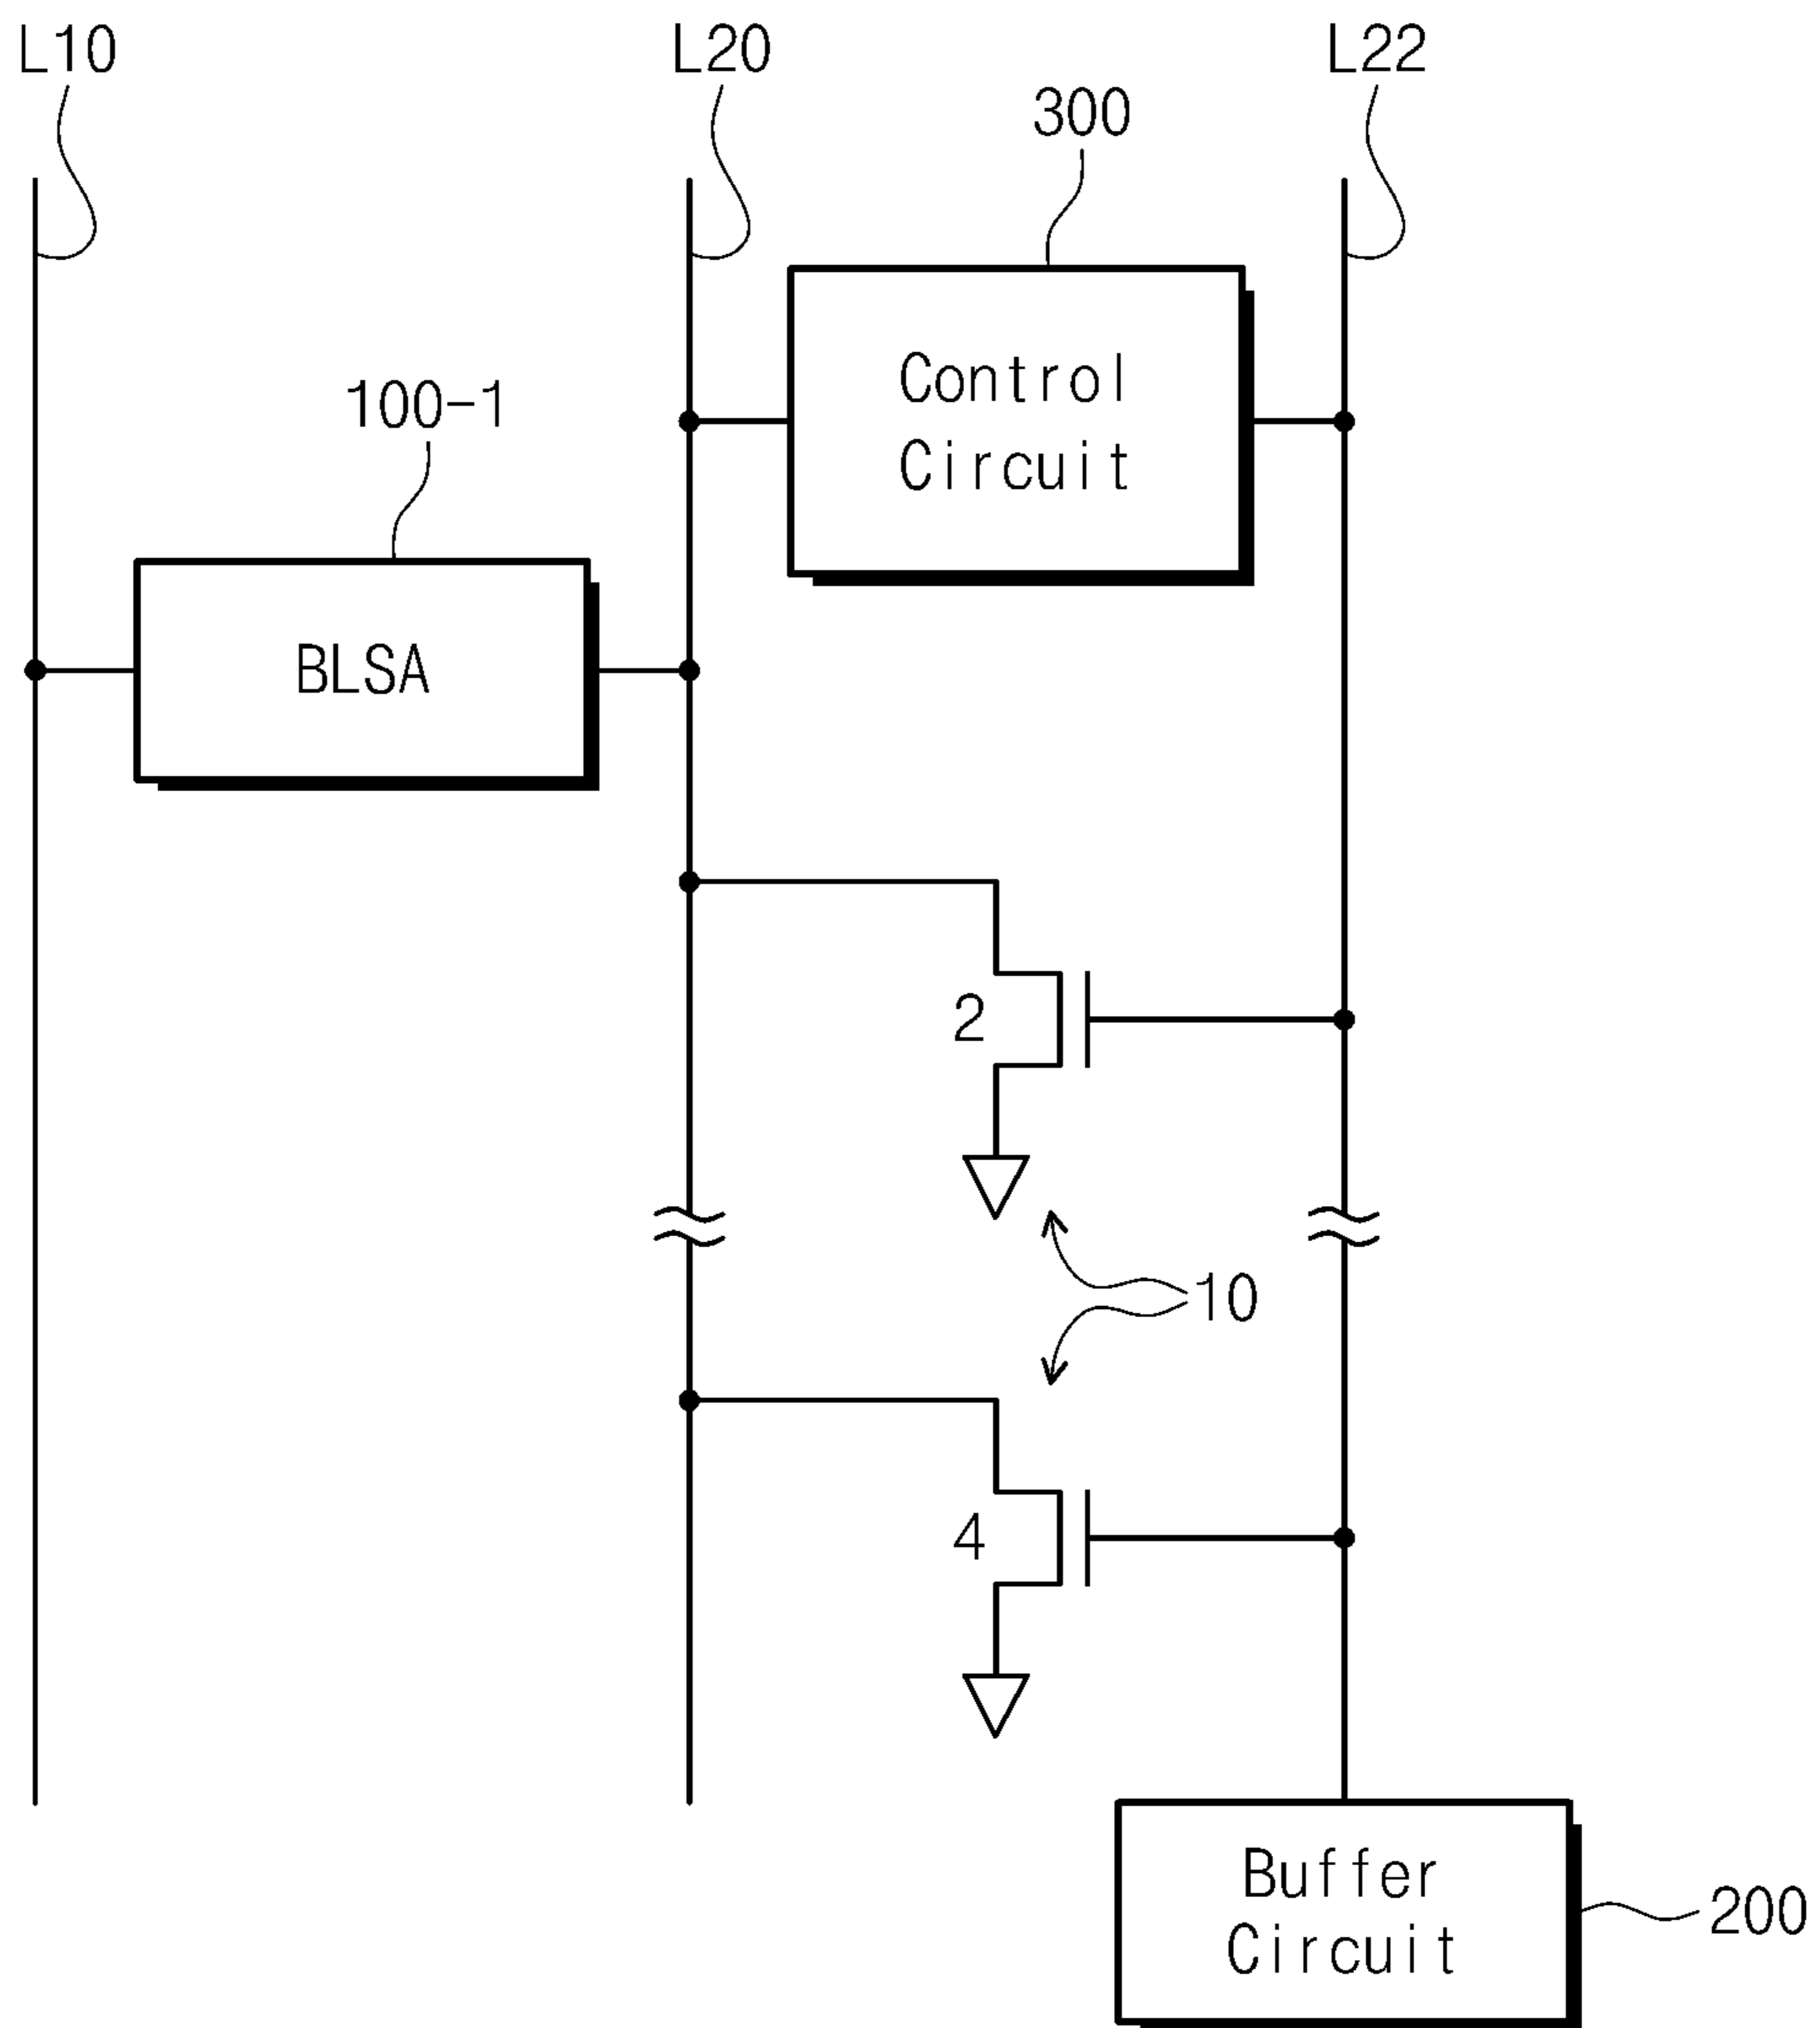 L10
L20
L22
300
Control
Circuit
100-1
BLSA
2
10
4
Buffer
Circuit
200